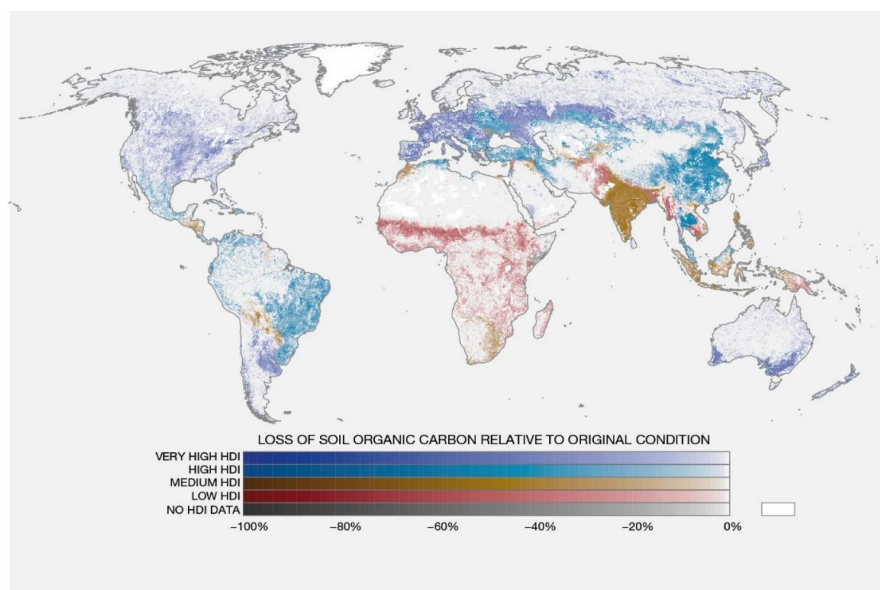 LOSS OF SOIL ORGANIC CARBON RELATIVE TO ORIGINAL CONDITION
VERY HIGH HDI
HIGH HDI
MEDIUM HDI
LOW HDI
NO HDI DATA
-100% -80% -60% -40% -20% 0%